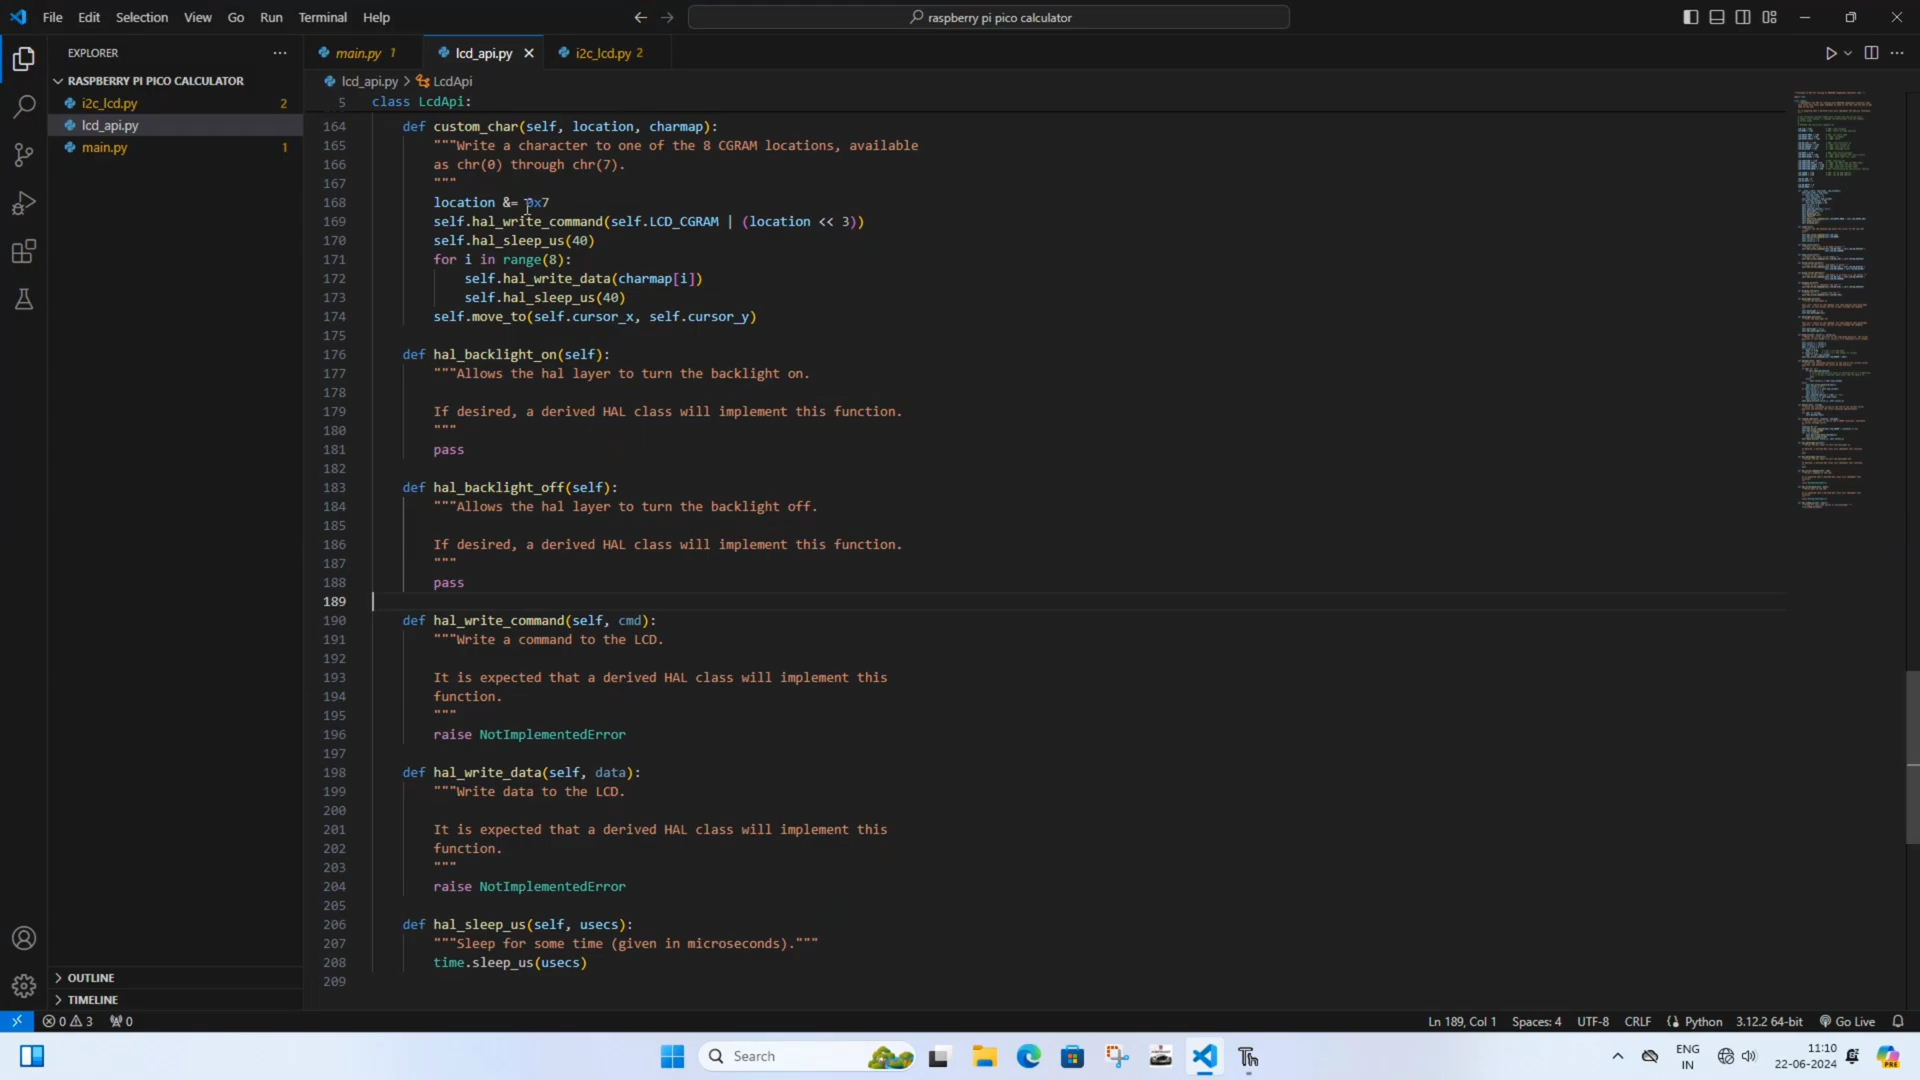 File Edit Selection View Go Run Terminal Help
raspberry pi pico calculator
EXPLORER
RASPBERRY PI PICO CALCULATOR
i2c_lcd.py 2
lcd_api.py
main.py 1
OUTLINE
TIMELINE
main.py 1
lcd_api.py
i2c_lcd.py 2
lcd_api.py > LcdApi
5 class LcdApi:
164 def custom_char(self, location, charmap):
165 """Write a character to one of the 8 CGRAM locations, available
166 as chr(0) through chr(7).
167 """
168 location &= 0x7
169 self.hal_write_command(self.LCD_CGRAM | (location << 3))
170 self.hal_sleep_us(40)
171 for i in range(8):
172 self.hal_write_data(charmap[i])
173 self.hal_sleep_us(40)
174 self.move_to(self.cursor_x, self.cursor_y)
175
176 def hal_backlight_on(self):
177 """Allows the hal layer to turn the backlight on.
178
179 If desired, a derived HAL class will implement this function.
180 """
181 pass
182
183 def hal_backlight_off(self):
184 """Allows the hal layer to turn the backlight off.
185
186 If desired, a derived HAL class will implement this function.
187 """
188 pass
189
190 def hal_write_command(self, cmd):
191 """Write a command to the LCD.
192
193 It is expected that a derived HAL class will implement this
194 function.
195 """
196 raise NotImplementedError
197
198 def hal_write_data(self, data):
199 """Write data to the LCD.
200
201 It is expected that a derived HAL class will implement this
202 function.
203 """
204 raise NotImplementedError
205
206 def hal_sleep_us(self, usecs):
207 """Sleep for some time (given in microseconds)."""
208 time.sleep_us(usecs)
209
0 3 0
Ln 189, Col 1 Spaces: 4 UTF-8 CRLF Python 3.12.2 64-bit Go Live
Search
Th
ENG
IN
11:10
22-06-2024
PRE